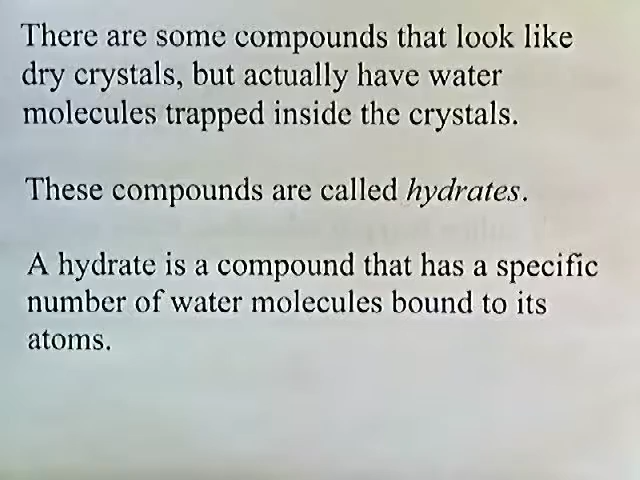 There are some compounds that look like
dry crystals, but actually have water
molecules trapped inside the crystals.
These compounds are called hydrates.
A hydrate is a compound that has a specific
number of water molecules bound to its
atoms.